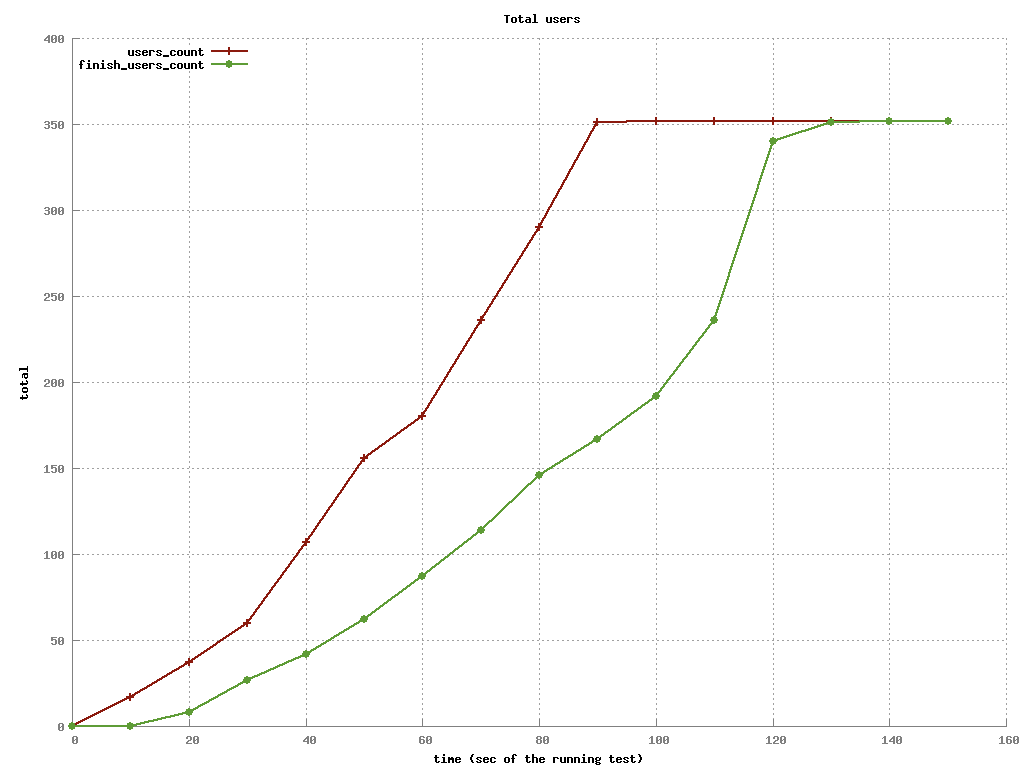 Total users
users_count
finish_users_count
400
350
300
250
200
150
100
50
0
total
0 20 40 60 80 100 120 140 160
time (sec of the running test)